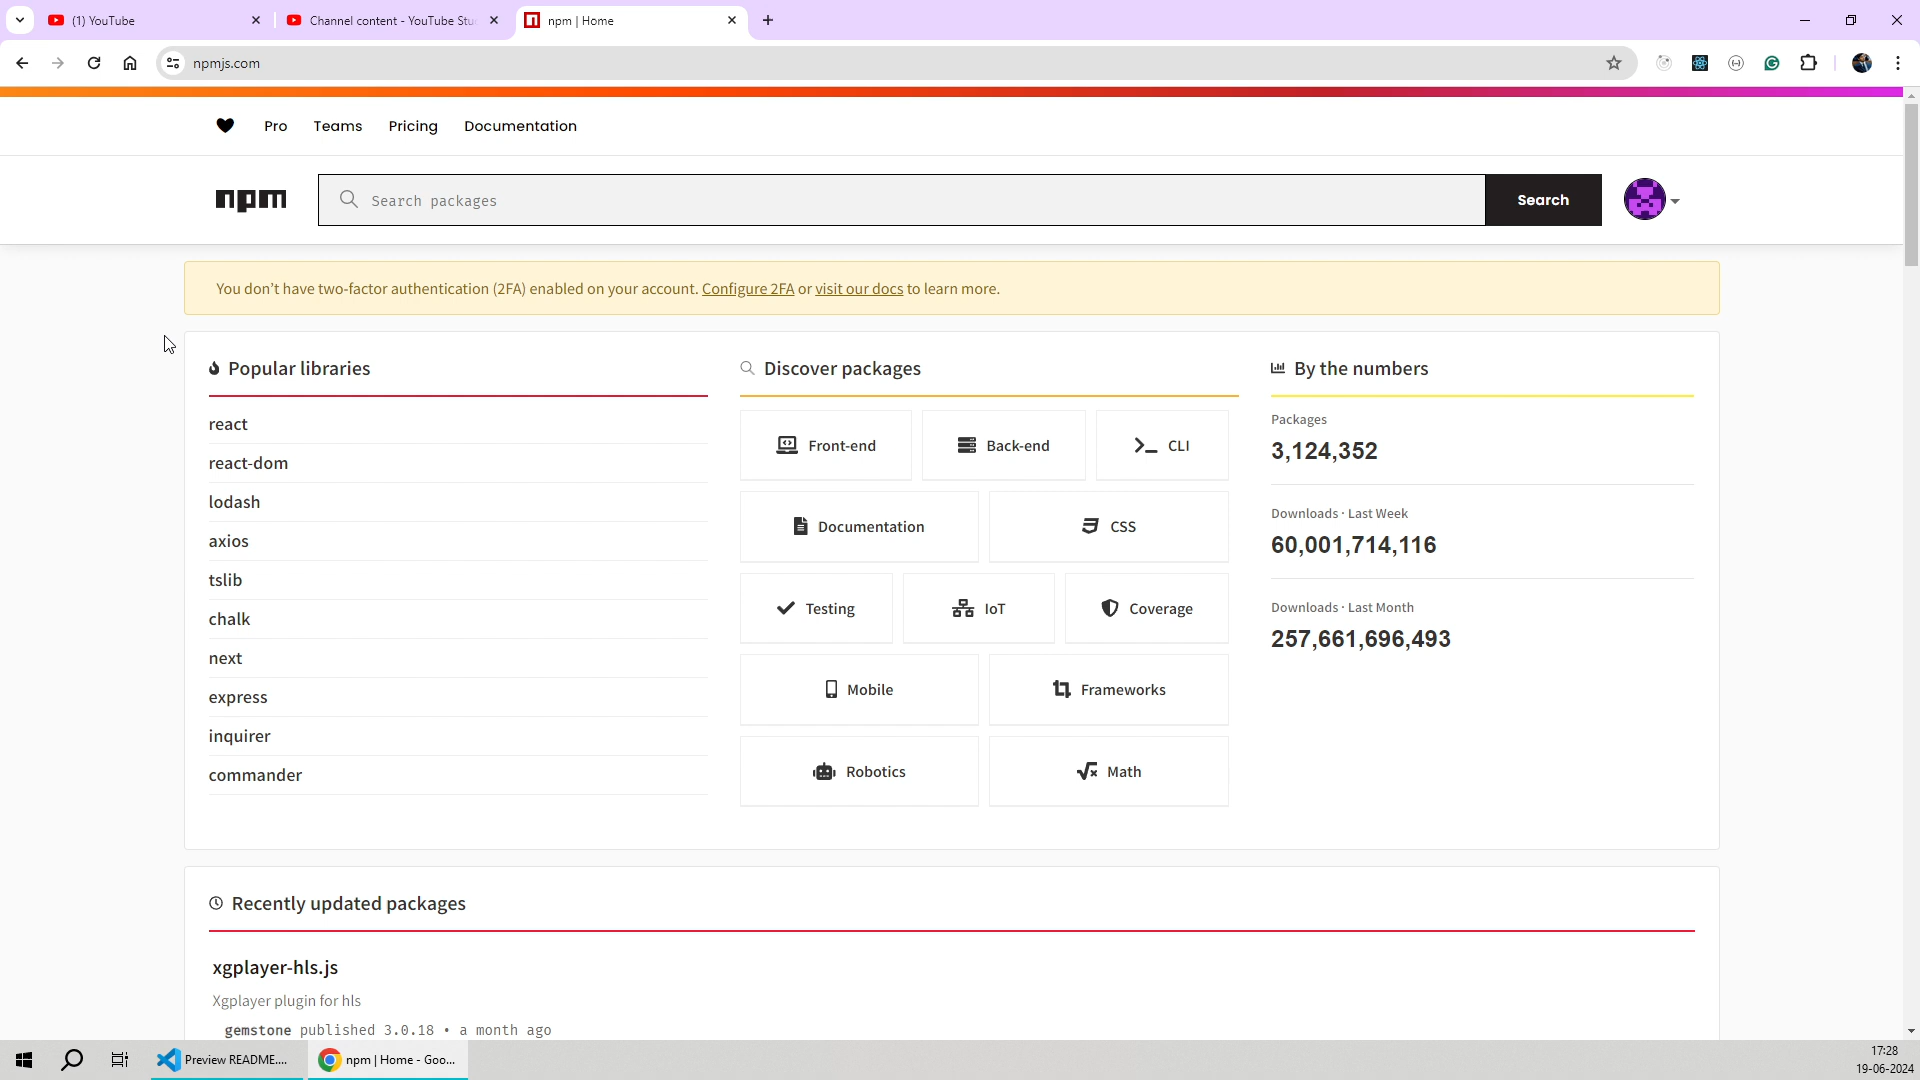 (1) YouTube
Channel content - YouTube Stu
npm | Home
npmjs.com
Pro
Teams
Pricing
Documentation
npm
Search packages
Search
You don’t have two-factor authentication (2FA) enabled on your account. Configure 2FA or visit our docs to learn more.
Popular libraries
react
react-dom
lodash
axios
tslib
chalk
next
express
inquirer
commander
Discover packages
Front-end
Back-end
CLI
Documentation
CSS
Testing
IoT
Coverage
Mobile
Frameworks
Robotics
Math
By the numbers
Packages
3,124,352
Downloads · Last Week
60,001,714,116
Downloads · Last Month
257,661,696,493
Recently updated packages
xgplayer-hls.js
Xgplayer plugin for hls
gemstone published 3.0.18 • a month ago
Preview README....
npm | Home - Goo...
17:28
19-06-2024